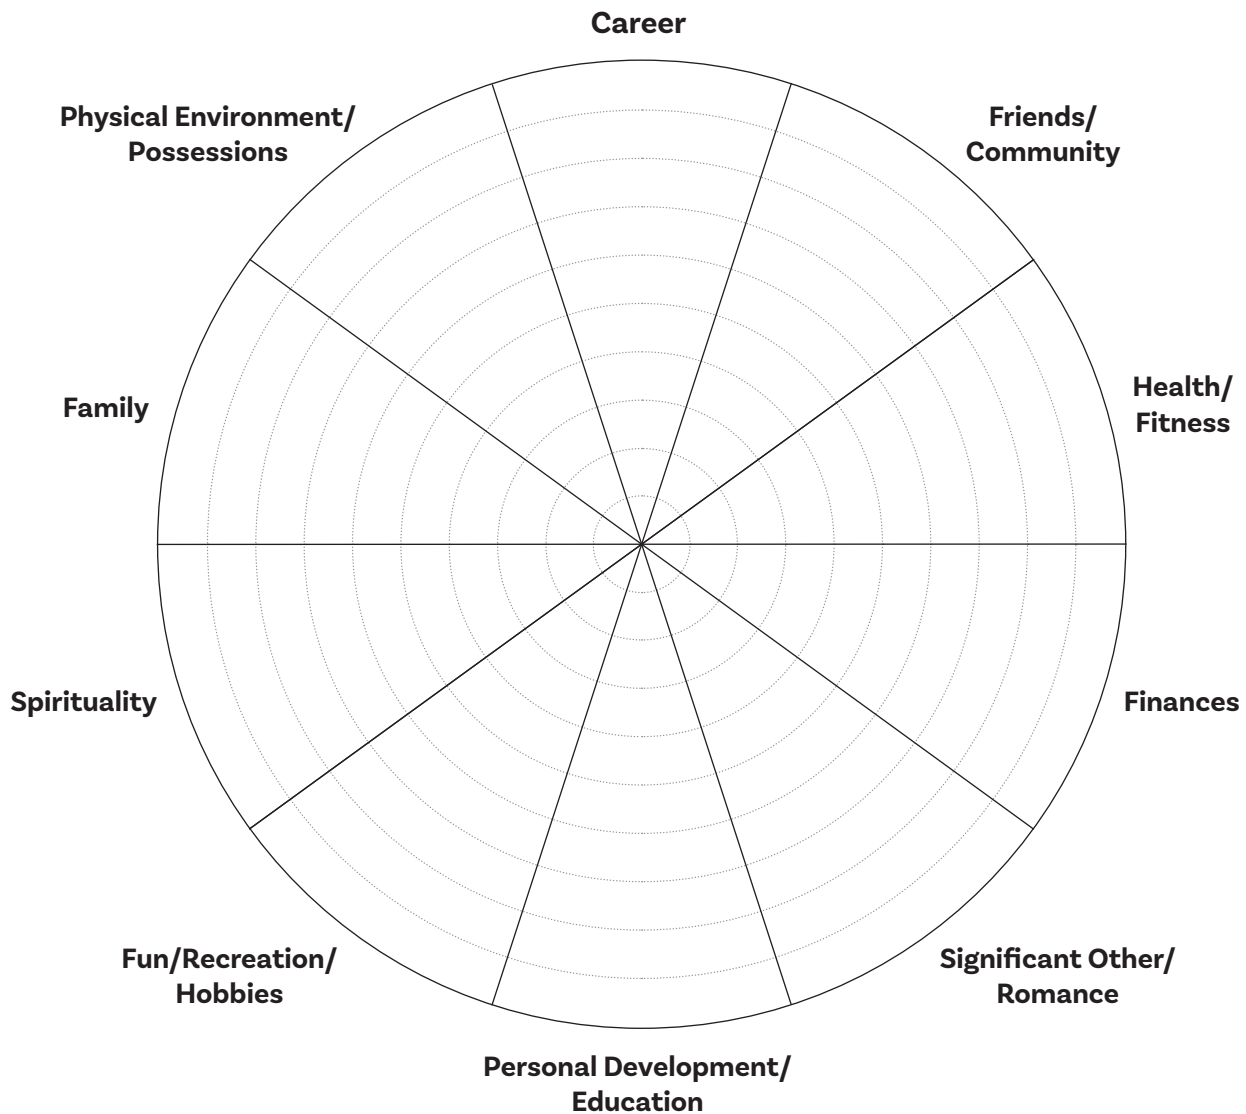 Career
Physical Environment/
Possessions
Friends/
Community
Health/
Fitness
Family
Spirituality
Finances
Fun/Recreation/
Hobbies
Significant Other/
Romance
Personal Development/
Education